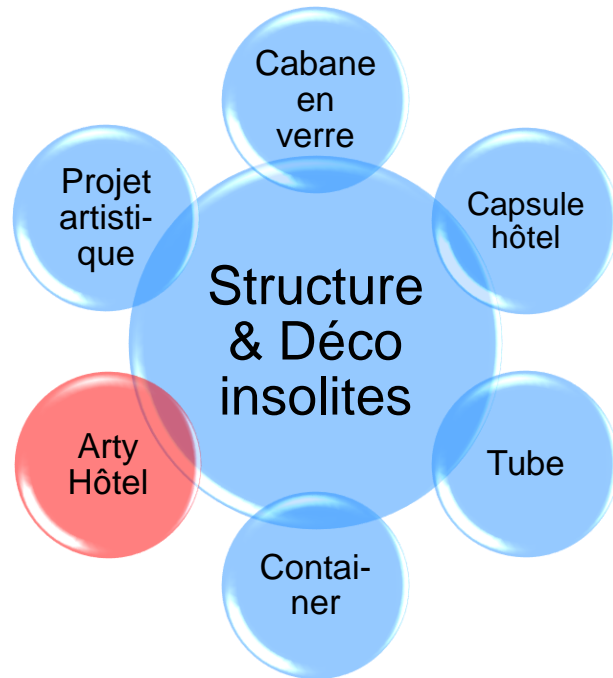 Cabane
en
verre
Projet
artisti-
que
Capsule
hôtel
Structure
& Déco
insolites
Arty
Hôtel
Tube
Contai-
ner